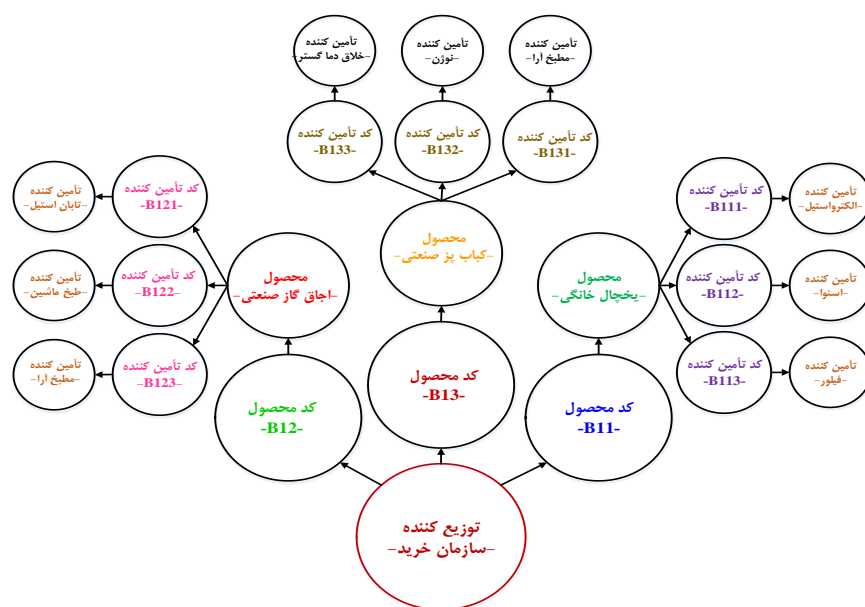 تأمین کننده
-خلاق دما گستر-
تأمین کننده
-نوژن-
تأمین کننده
-مطبخ آرا-
کد تأمین کننده
-B133-
کد تأمین کننده
-B132-
کد تأمین کننده
-B131-
تأمین کننده
-تابان استیل-
کد تأمین کننده
-B121-
کد تأمین کننده
-B111-
تأمین کننده
-الکترواستیل-
محصول
-کباب پز صنعتی-
تأمین کننده
-طبخ ماشین-
کد تأمین کننده
-B122-
محصول
-اجاق گاز صنعتی-
محصول
-یخچال خانگی-
کد تأمین کننده
-B112-
تأمین کننده
-اسنوا-
تأمین کننده
-مطبخ آرا-
کد تأمین کننده
-B123-
کد محصول
-B13-
کد تأمین کننده
-B113-
تأمین کننده
-فیلور-
کد محصول
-B12-
کد محصول
-B11-
توزیع کننده
-سازمان خرید-